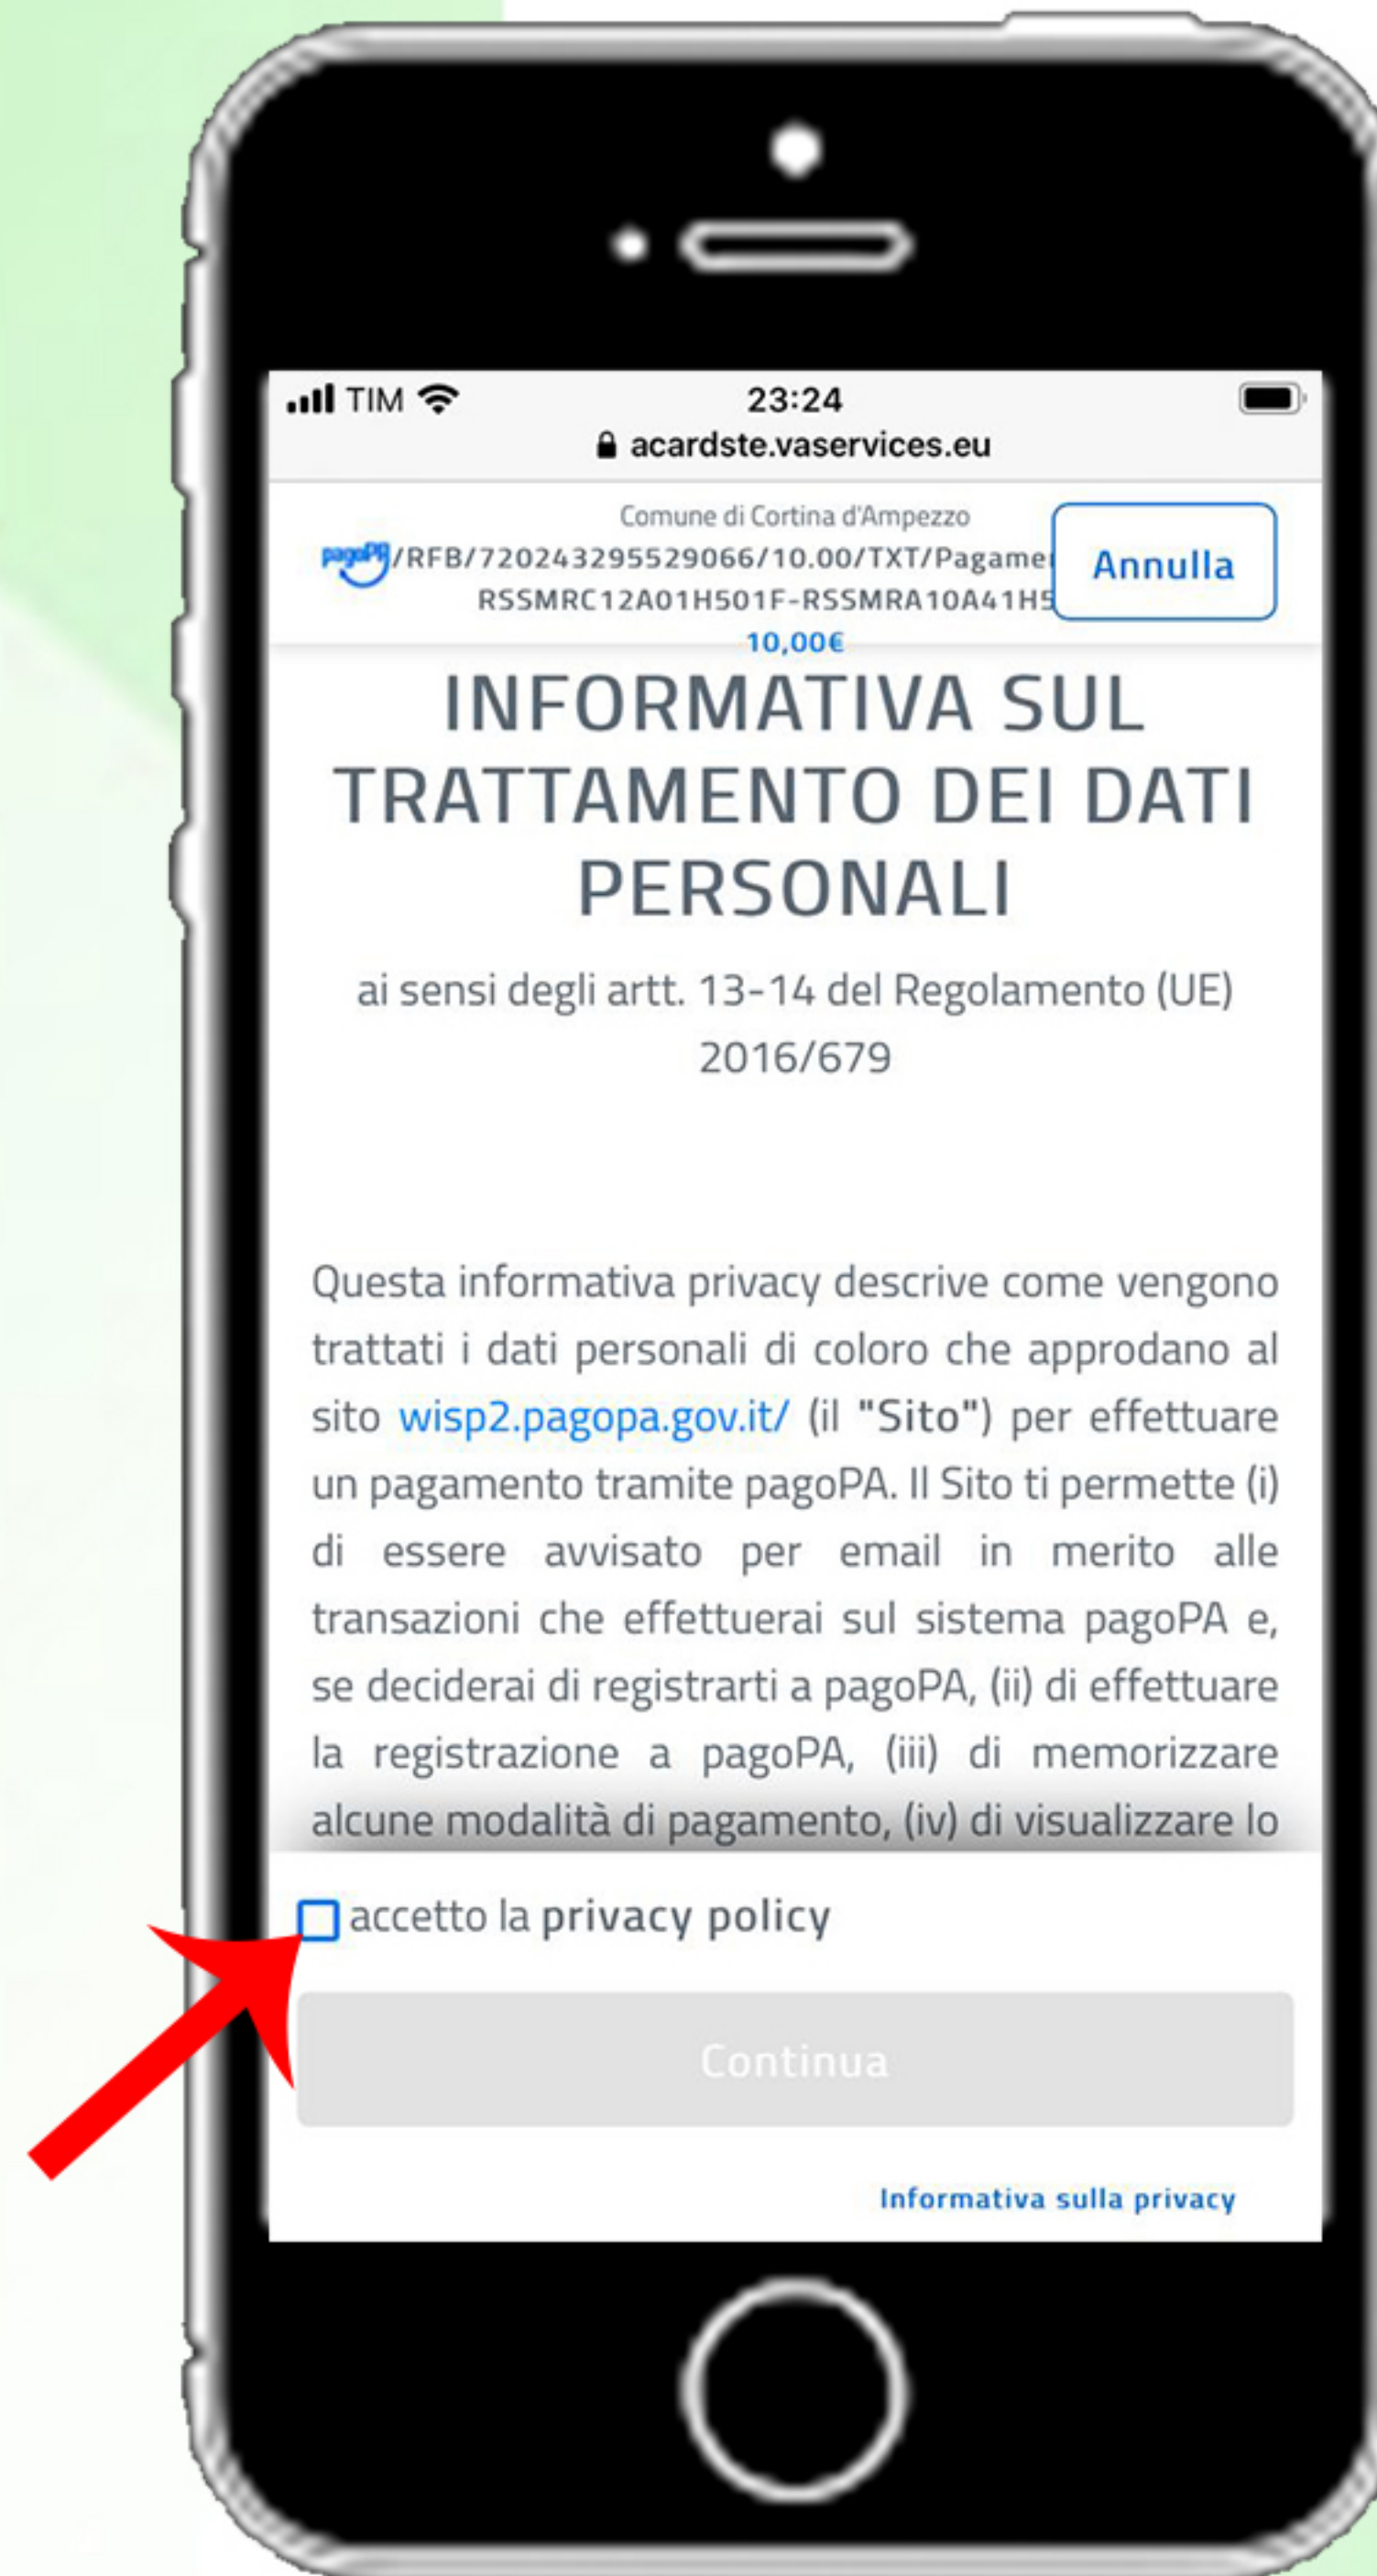 TIM 23:24
acardste.vaservices.eu
Comune di Cortina d'Ampezzo
pagoPA /RFB/720243295529066/10.00/TXT/Pagame
Annulla
RSSMRC12A01H501F-RSSMRA10A41H5
10,00€
INFORMATIVA SUL
TRATTAMENTO DEI DATI
PERSONALI
ai sensi degli artt. 13-14 del Regolamento (UE)
2016/679
Questa informativa privacy descrive come vengono
trattati i dati personali di coloro che approdano al
sito wisp2.pagopa.gov.it/ (il "Sito") per effettuare
un pagamento tramite pagoPA. Il Sito ti permette (i)
di essere avvisato per email in merito alle
transazioni che effettuerai sul sistema pagoPA e,
se deciderai di registrarti a pagoPA, (ii) di effettuare
la registrazione a pagoPA, (iii) di memorizzare
alcune modalità di pagamento, (iv) di visualizzare lo
accetto la privacy policy
Continua
Informativa sulla privacy